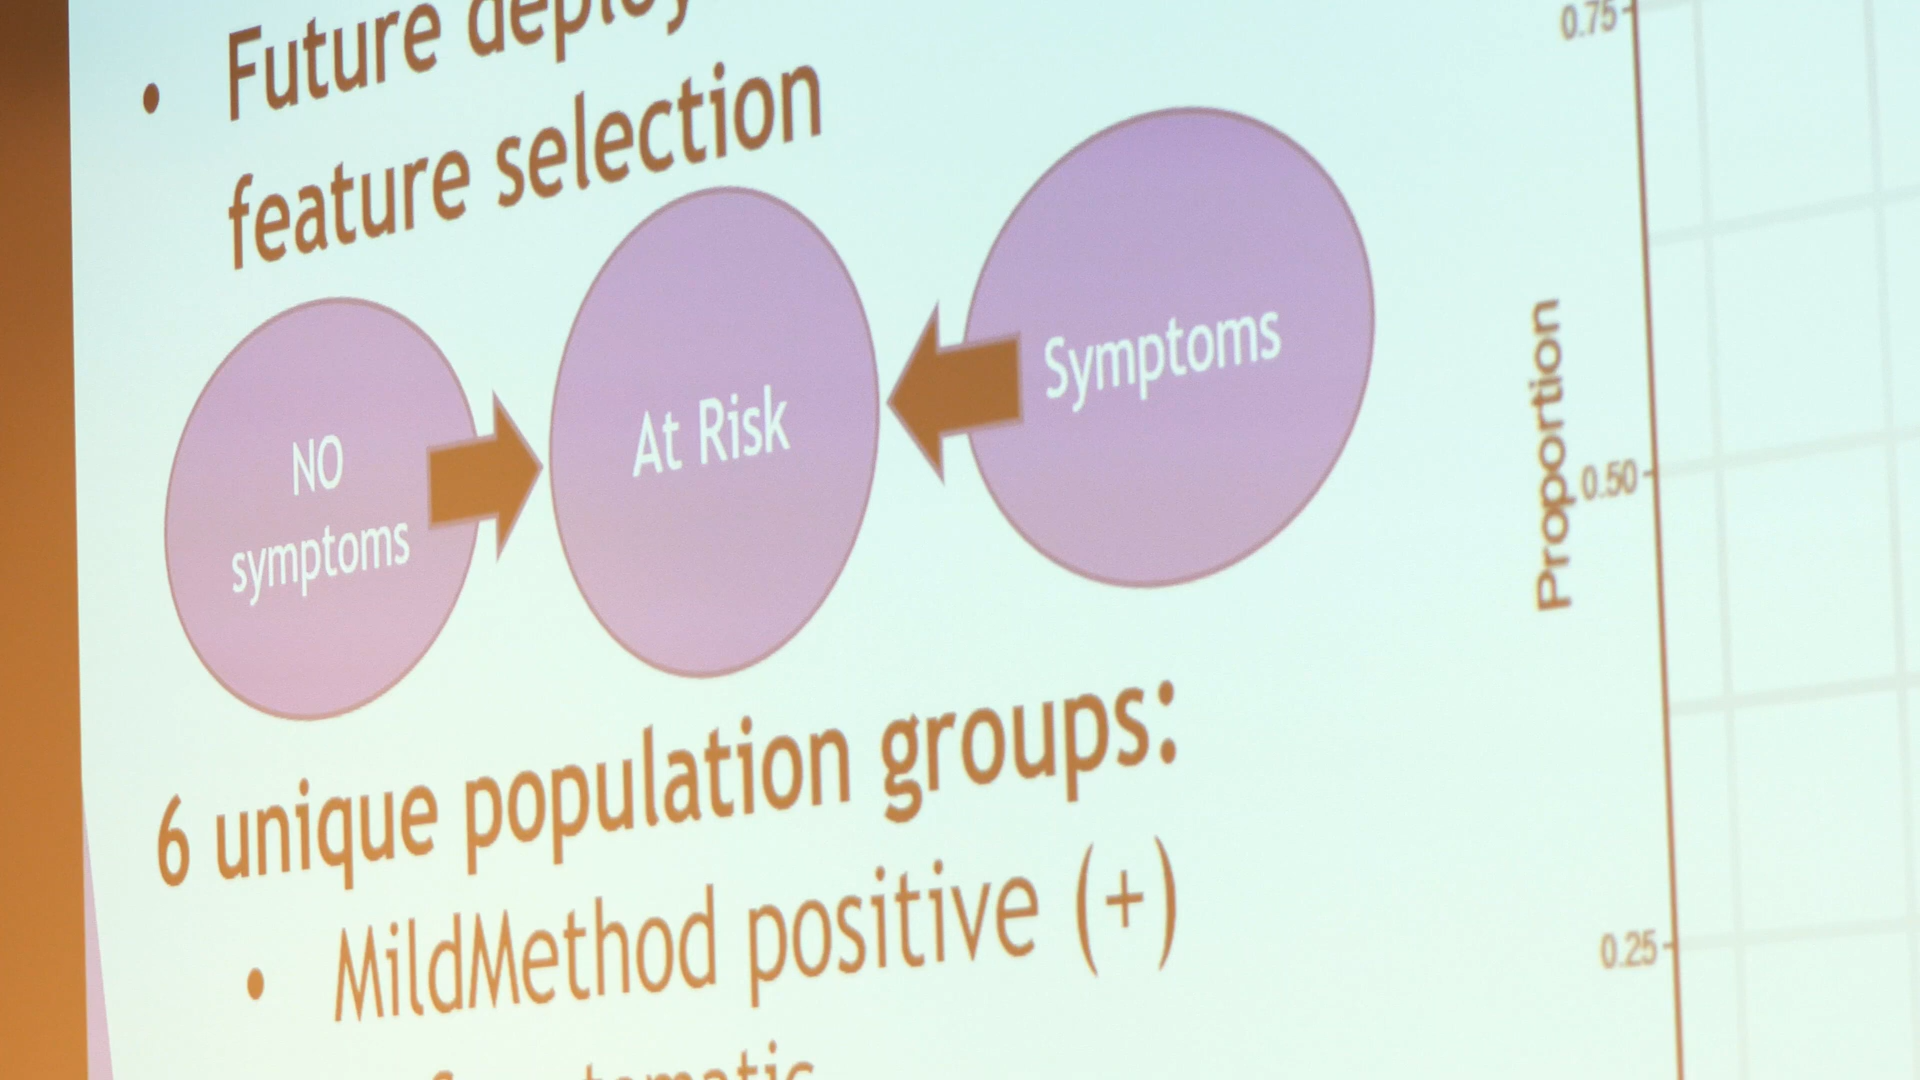 • Future
feature selection
NO
symptoms
At Risk
Symptoms
6 unique population groups:
• MildMethod positive (+)
Proportion
0.75
0.50
0.25